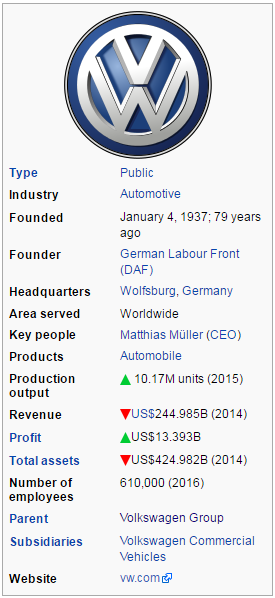 VW
Type Public
Industry Automotive
Founded January 4, 1937; 79 years
ago
Founder German Labour Front
(DAF)
Headquarters Wolfsburg, Germany
Area served Worldwide
Key people Matthias Müller (CEO)
Products Automobile
Production 10.17M units (2015)
output
Revenue US$244.985B (2014)
Profit US$13.393B
Total assets US$424.982B (2014)
Number of 610,000 (2016)
employees
Parent Volkswagen Group
Subsidiaries Volkswagen Commercial
Vehicles
Website vw.com